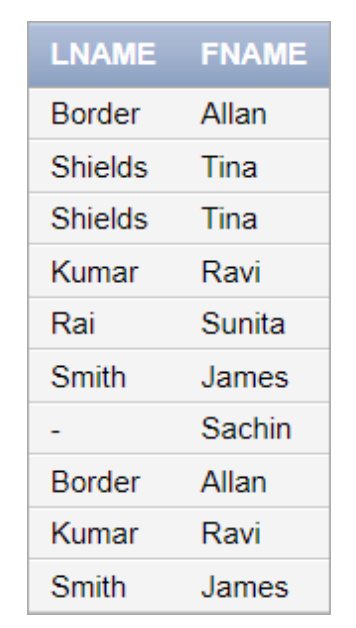 LNAME FNAME
Border Allan
Shields Tina
Shields Tina
Kumar Ravi
Rai Sunita
Smith James
- Sachin
Border Allan
Kumar Ravi
Smith James